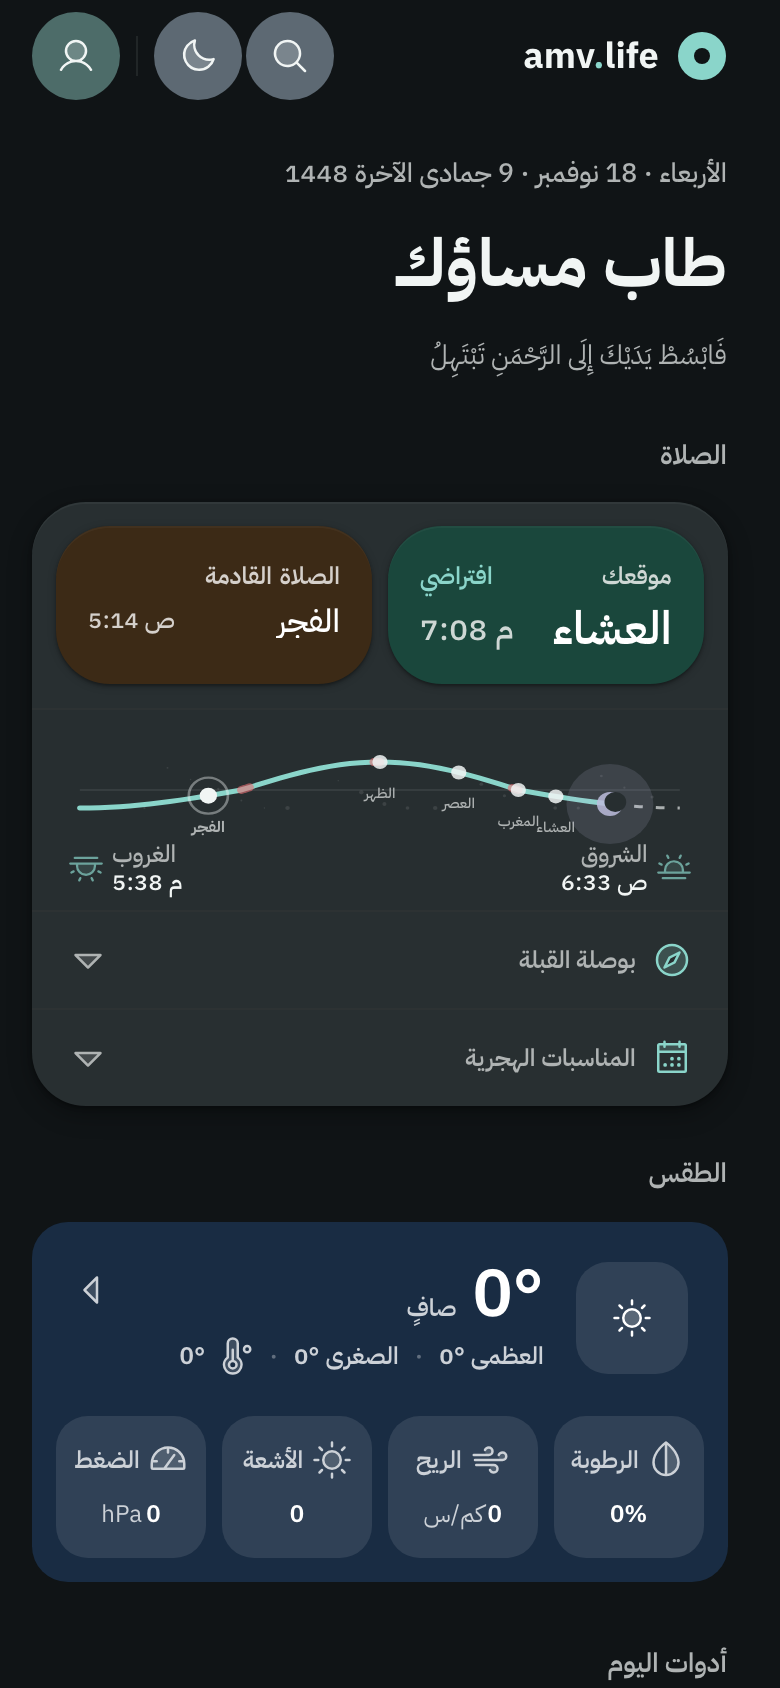 amv.life
الأربعاء · 18 نوفمبر · 9 جمادى الآخرة 1448
طاب مساؤك
فَابْسُطْ يَدَيْكَ إِلَى الرَّحْمَنِ تَبْتَهِلُ
الصلاة
موقعك افتراضي
العشاء 7:08 م
الصلاة القادمة
الفجر 5:14 ص
الظهر
العصر
المغرب
العشاء
الفجر
الشروق
6:33 ص
الغروب
5:38 م
بوصلة القبلة
المناسبات الهجرية
الطقس
0° صافٍ
العظمى 0° · الصغرى 0° · 0°
الرطوبة
0%
الريح
0 كم/س
الأشعة
0
الضغط
0 hPa
أدوات اليوم